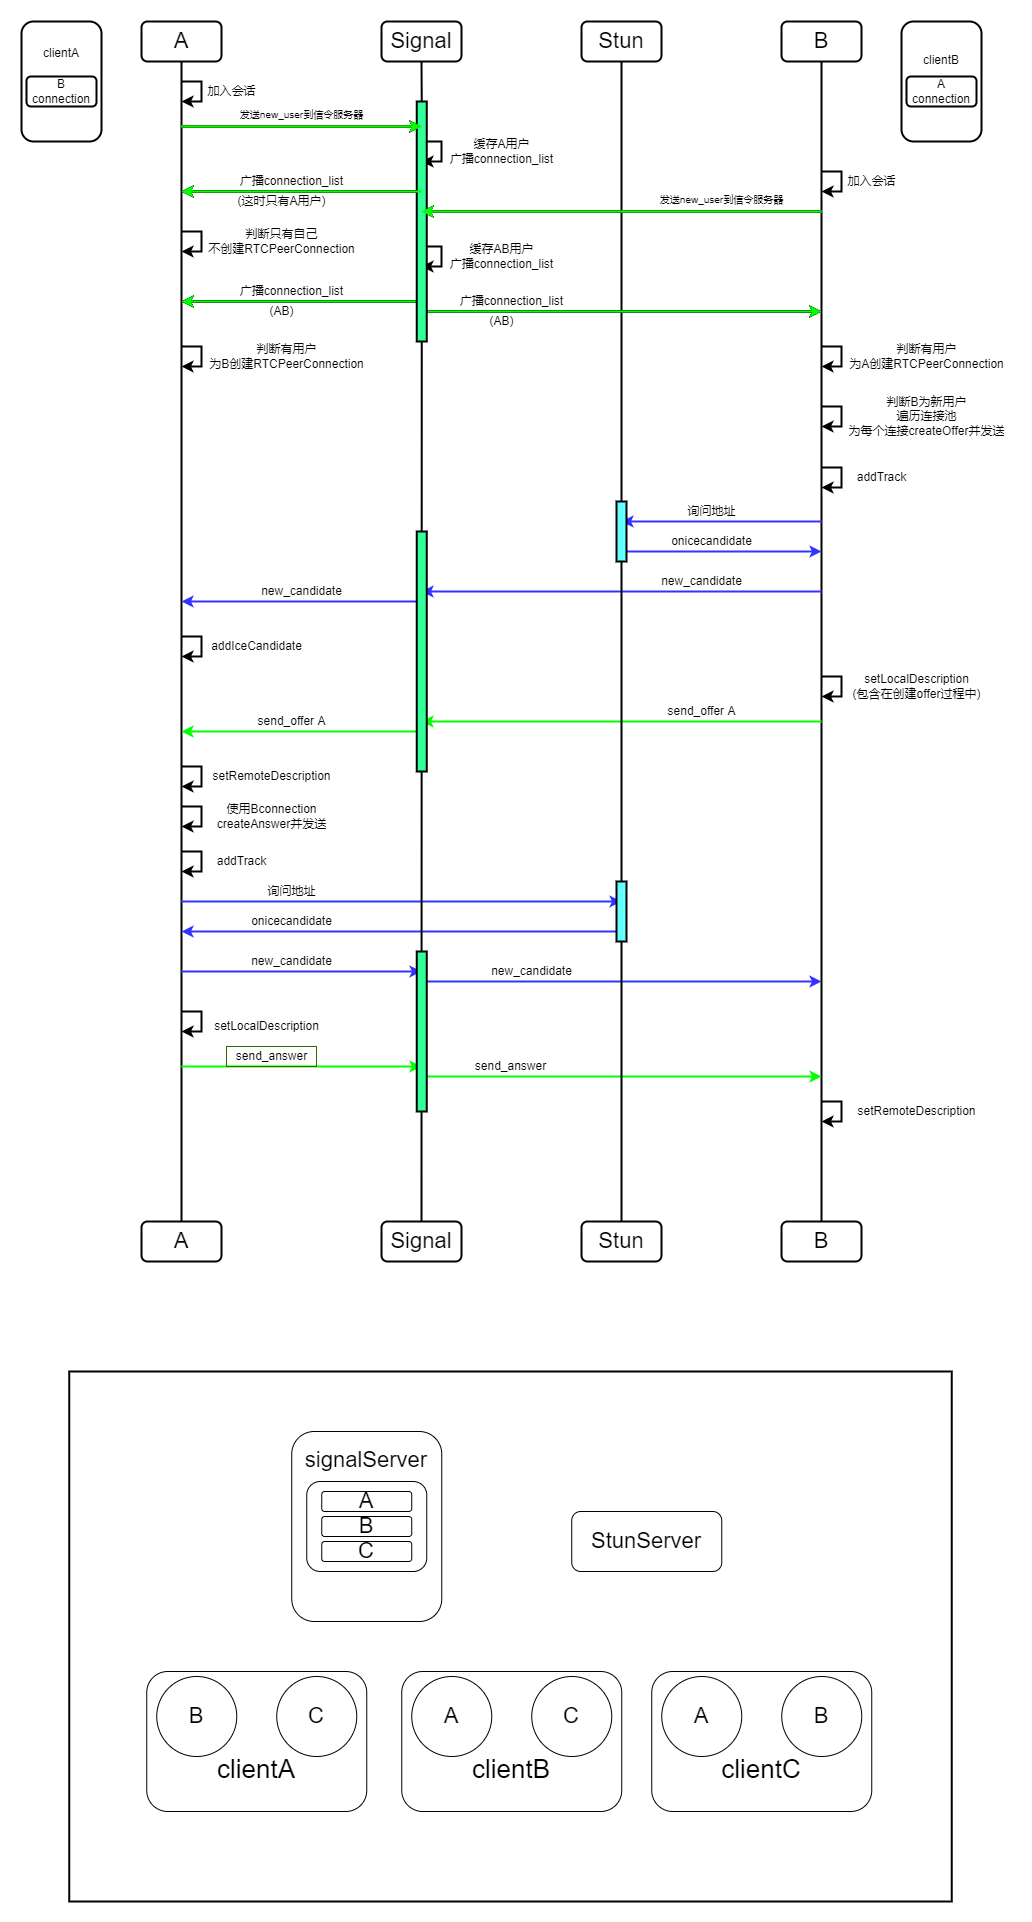 A
Signal
Stun
B
clientA
B
connection
clientB
A
connection
加入会话
发送new_user到信令服务器
缓存A用户
广播connection_list
广播connection_list
(这时只有A用户)
加入会话
发送new_user到信令服务器
判断只有自己
不创建RTCPeerConnection
缓存AB用户
广播connection_list
广播connection_list
(AB)
广播connection_list
(AB)
判断有用户
为B创建RTCPeerConnection
判断有用户
为A创建RTCPeerConnection
判断B为新用户
遍历连接池
为每个连接createOffer并发送
addTrack
询问地址
onicecandidate
new_candidate
new_candidate
addIceCandidate
setLocalDescription
(包含在创建offer过程中)
send_offer A
send_offer A
setRemoteDescription
使用Bconnection
createAnswer并发送
addTrack
询问地址
onicecandidate
new_candidate
new_candidate
setLocalDescription
send_answer
send_answer
setRemoteDescription
A
Signal
Stun
B
signalServer
A
B
C
StunServer
B
C
clientA
A
C
clientB
A
B
clientC